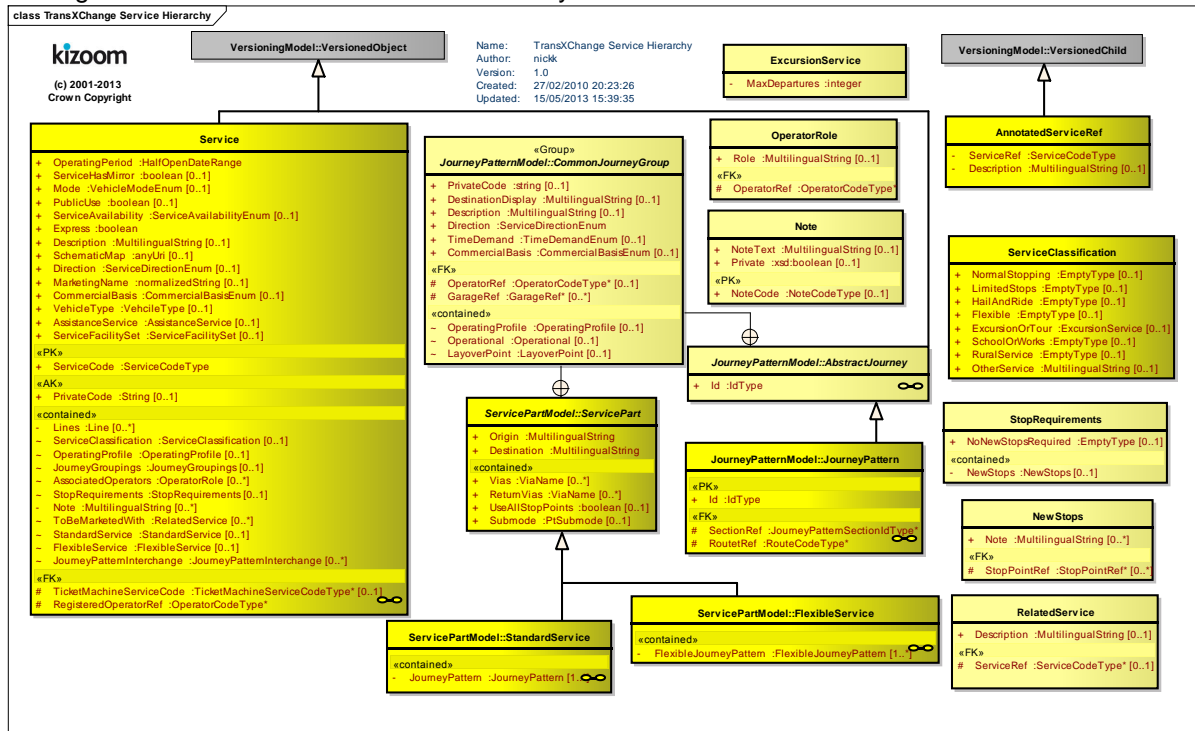 class TransXChange Service Hierarchy
kizoom
(c) 2001-2013
Crown Copyright
VersioningModel::VersionedObject
Name: TransXChange Service Hierarchy
Author: nickk
Version: 1.0
Created: 27/02/2010 20:23:26
Updated: 15/05/2013 15:39:35
ExcursionService
- MaxDepartures :integer
VersioningModel::VersionedChild
Service
+ OperatingPeriod :HalfOpenDateRange
+ ServiceHasMirror :boolean [0..1]
+ Mode :VehicleModeEnum [0..1]
+ PublicUse :boolean [0..1]
+ ServiceAvailability :ServiceAvailabilityEnum [0..1]
+ Express :boolean
+ Description :MultilingualString [0..1]
+ SchematicMap :anyUri [0..1]
+ Direction :ServiceDirectionEnum [0..1]
+ MarketingName :normalizedString [0..1]
+ CommercialBasis :CommercialBasisEnum [0..1]
+ VehicleType :VehcileType [0..1]
+ AssistanceService :AssistanceService [0..1]
+ ServiceFacilitySet :ServiceFacilitySet [0..1]
«PK»
+ ServiceCode :ServiceCodeType
«AK»
+ PrivateCode :String [0..1]
«contained»
- Lines :Line [0..*]
~ ServiceClassification :ServiceClassification [0..1]
~ OperatingProfile :OperatingProfile [0..1]
~ JourneyGroupings :JourneyGroupings [0..1]
~ AssociatedOperators :OperatorRole [0..*]
~ StopRequirements :StopRequirements [0..1]
- Note :MultilingualString [0..*]
~ ToBeMarketedWith :RelatedService [0..*]
~ StandardService :StandardService [0..1]
~ FlexibleService :FlexibleService [0..1]
~ JourneyPatternInterchange :JourneyPatternInterchange [0..*]
«FK»
# TicketMachineServiceCode :TicketMachineServiceCodeType* [0..1]
# RegisteredOperatorRef :OperatorCodeType*
«Group»
JourneyPatternModel::CommonJourneyGroup
+ PrivateCode :string [0..1]
+ DestinationDisplay :MultilingualString [0..1]
+ Description :MultilingualString [0..1]
+ Direction :ServiceDirectionEnum
+ TimeDemand :TimeDemandEnum [0..1]
+ CommercialBasis :CommercialBasisEnum [0..1]
«FK»
# OperatorRef :OperatorCodeType* [0..1]
# GarageRef :GarageRef* [0..*]
«contained»
~ OperatingProfile :OperatingProfile [0..1]
~ Operational :Operational [0..1]
~ LayoverPoint :LayoverPoint [0..1]
OperatorRole
+ Role :MultilingualString [0..1]
«FK»
# OperatorRef :OperatorCodeType*
Note
+ NoteText :MultilingualString [0..1]
+ Private :xsd:boolean [0..1]
«PK»
+ NoteCode :NoteCodeType [0..1]
AnnotatedServiceRef
- ServiceRef :ServiceCodeType
- Description :MultilingualString [0..1]
ServiceClassification
+ NormalStopping :EmptyType [0..1]
+ LimitedStops :EmptyType [0..1]
+ HailAndRide :EmptyType [0..1]
+ Flexible :EmptyType [0..1]
+ ExcursionOrTour :ExcursionService [0..1]
+ SchoolOrWorks :EmptyType [0..1]
+ RuralService :EmptyType [0..1]
+ OtherService :MultilingualString [0..1]
JourneyPatternModel::AbstractJourney
+ Id :IdType
ServicePartModel::ServicePart
+ Origin :MultilingualString
+ Destination :MultilingualString
«contained»
+ Vias :ViaName [0..*]
+ ReturnVias :ViaName [0..*]
+ UseAllStopPoints :boolean [0..1]
+ Submode :PtSubmode [0..1]
JourneyPatternModel::JourneyPattern
«PK»
+ Id :IdType
«FK»
# SectionRef :JourneyPatternSectionIdType*
# RoutetRef :RouteCodeType*
StopRequirements
+ NoNewStopsRequired :EmptyType [0..1]
«contained»
- NewStops :NewStops [0..1]
NewStops
+ Note :MultilingualString [0..*]
«FK»
# StopPointRef :StopPointRef* [0..*]
ServicePartModel::StandardService
«contained»
- JourneyPattern :JourneyPattern [1..
ServicePartModel::FlexibleService
«contained»
- FlexibleJourneyPattern :FlexibleJourneyPattern [1..*]
RelatedService
+ Description :MultilingualString [0..1]
«FK»
# ServiceRef :ServiceCodeType* [0..1]